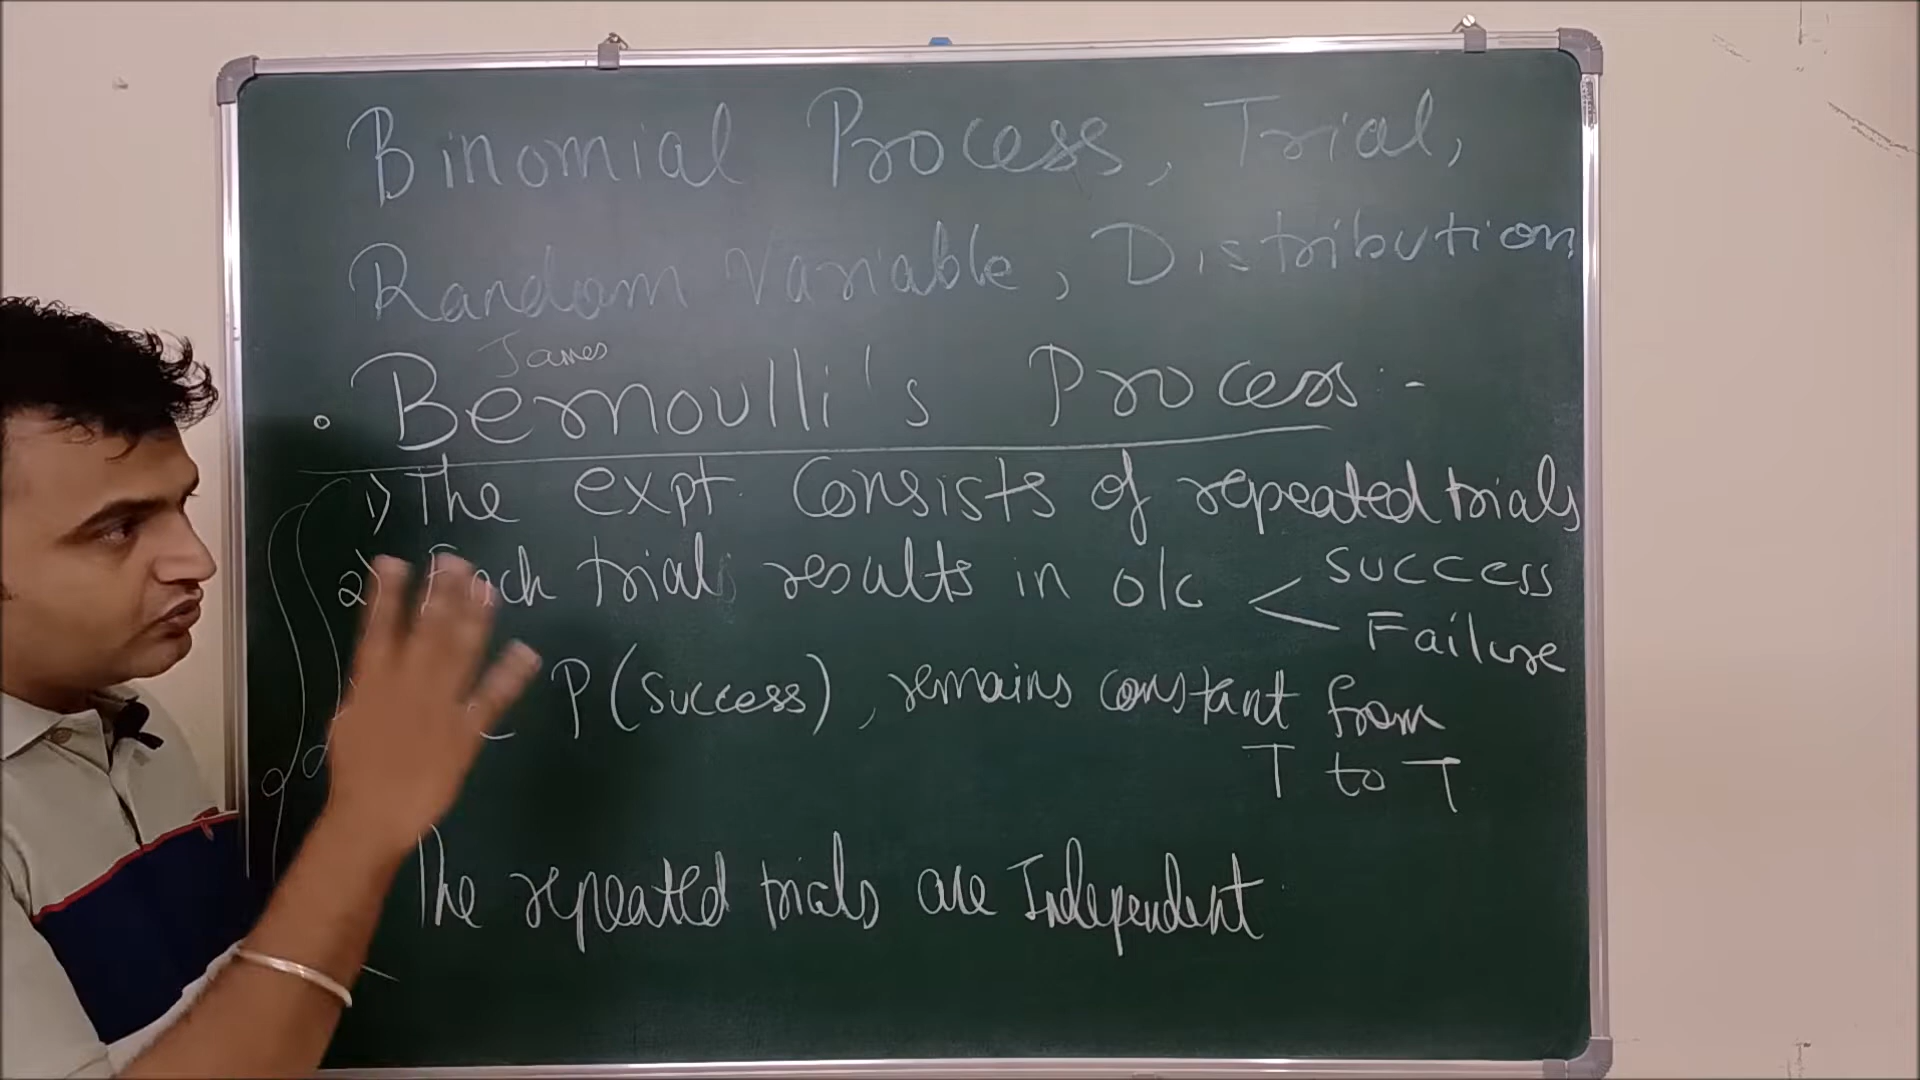 Binomial Process, Trial,
Random Variable, Distribution
James
• Bernoulli's Process :-
1) The expt. Consists of repeated trials
2) Each trial results in o/c < Success
Failure
P (Success), remains constant from
T to T
The repeated trials are Independent